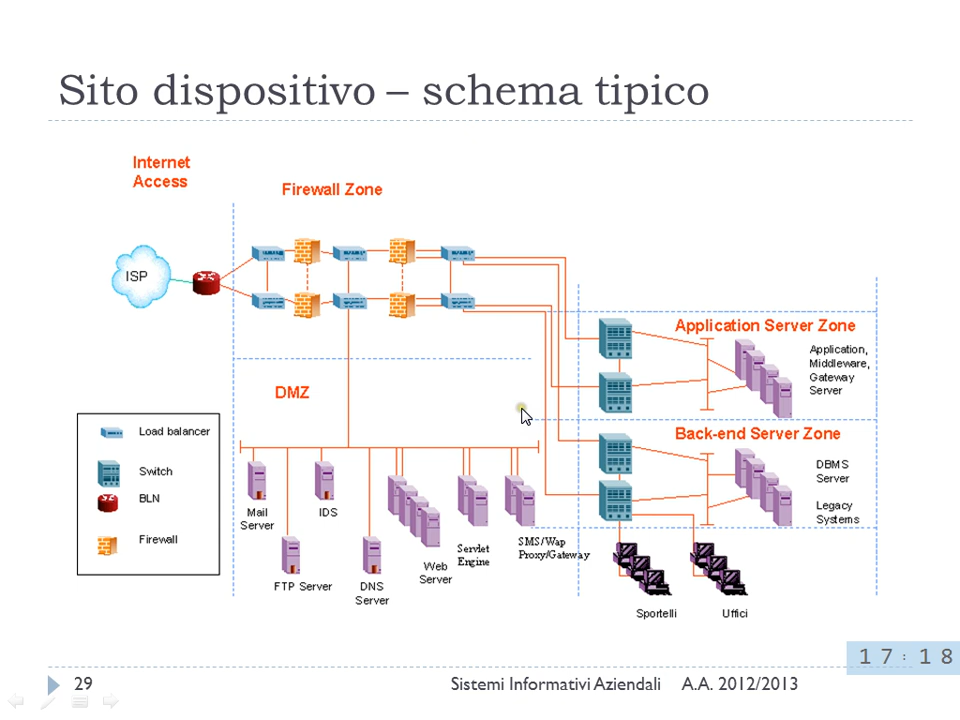 Sito dispositivo – schema tipico
Internet
Access
Firewall Zone
ISP
Application Server Zone
Application,
Middleware,
Gateway
Server
DMZ
Back-end Server Zone
DBMS
Server
Legacy
Systems
Load balancer
Switch
BLN
Firewall
Mail
Server
IDS
FTP Server
DNS
Server
Web
Server
Servlet
Engine
SMS/Wap
Proxy/Gateway
Sportelli
Uffici
17:18
29
Sistemi Informativi Aziendali
A.A. 2012/2013